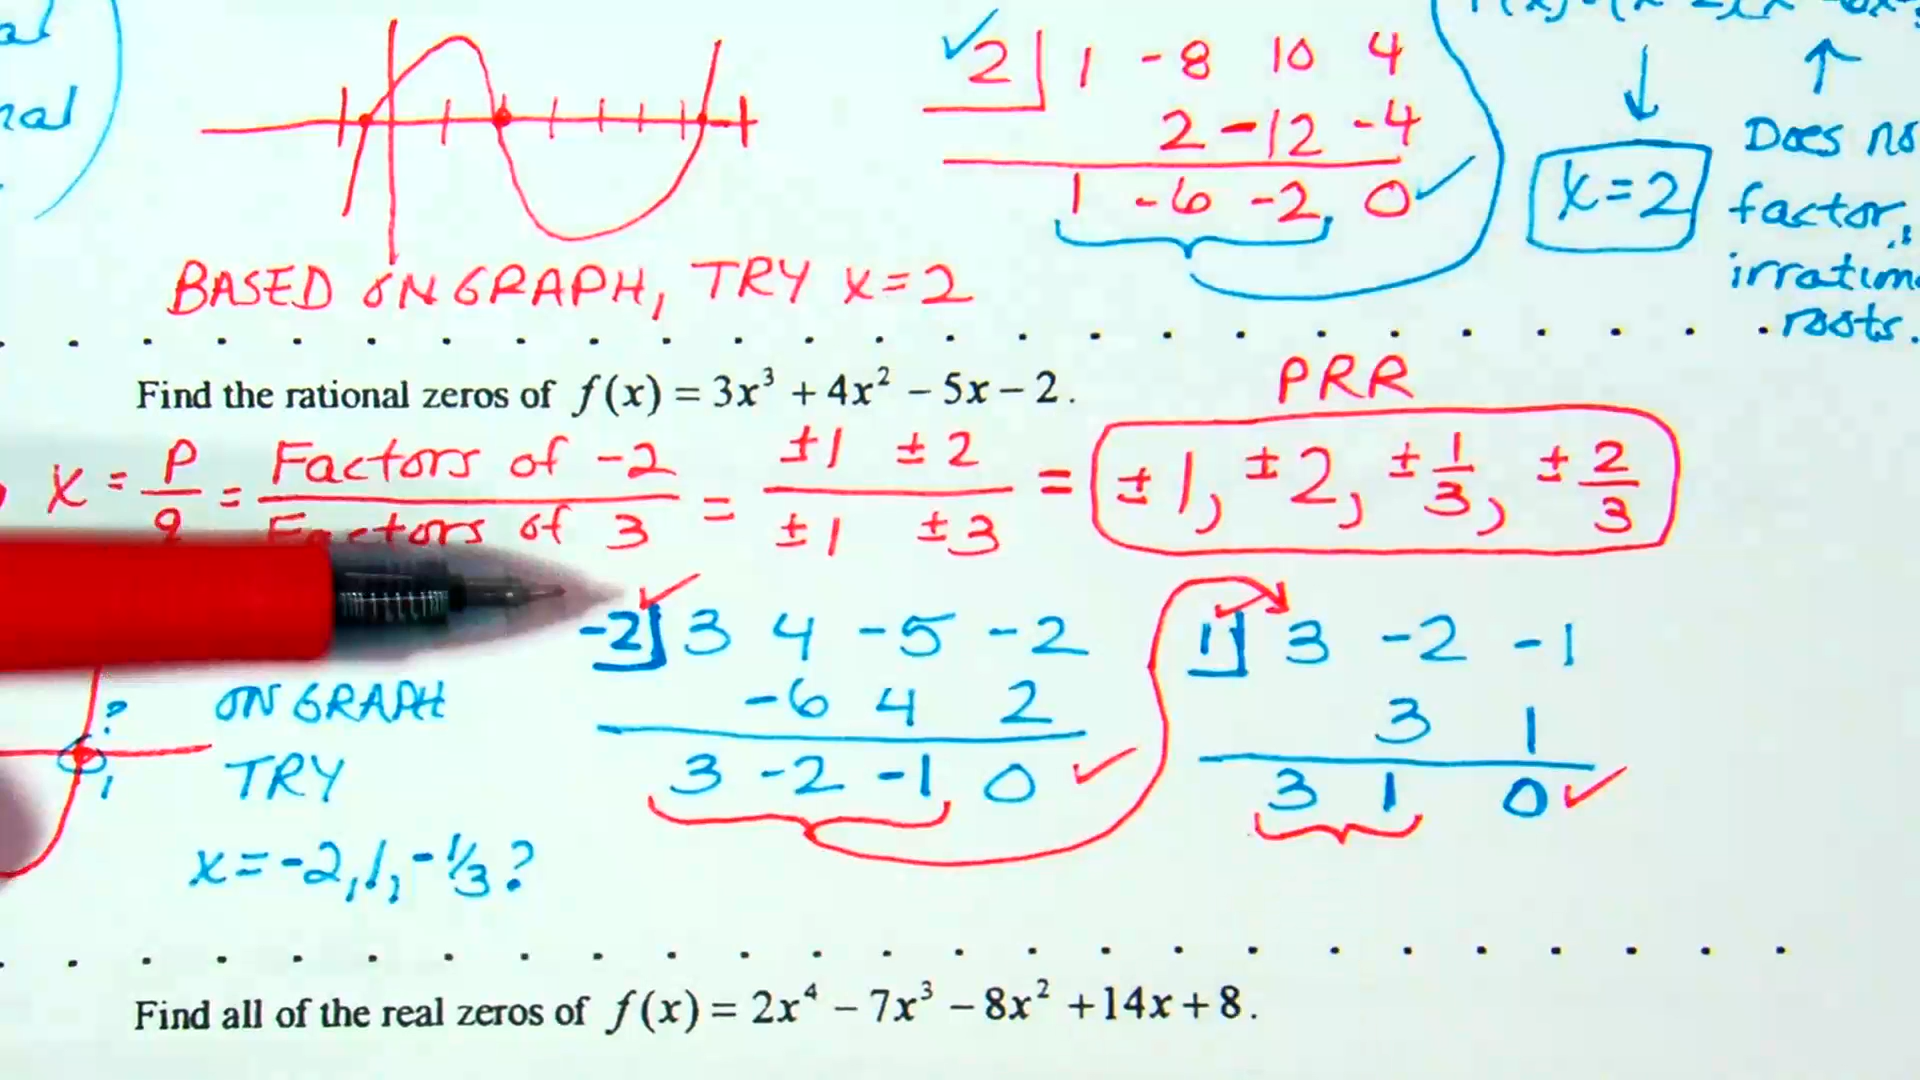 al
nal
2 1 -8 10 4
2 -12 -4
1 -6 -2, 0
x=2
Does no
factor,
irration
roots.
BASED ON GRAPH, TRY x=2
Find the rational zeros of f(x) = 3x³ + 4x² − 5x − 2.
PRR
x = p/q = Factors of -2 / Factors of 3 = ±1 ±2 / ±1 ±3 = ±1, ±2, ±1/3, ±2/3
-2 3 4 -5 -2
-6 4 2
3 -2 -1 0
1 3 -2 -1
3 1
3 1 0
?
1
ON GRAPH
TRY
x=-2,1,-1/3?
Find all of the real zeros of f(x) = 2x⁴ − 7x³ − 8x² +14x + 8.